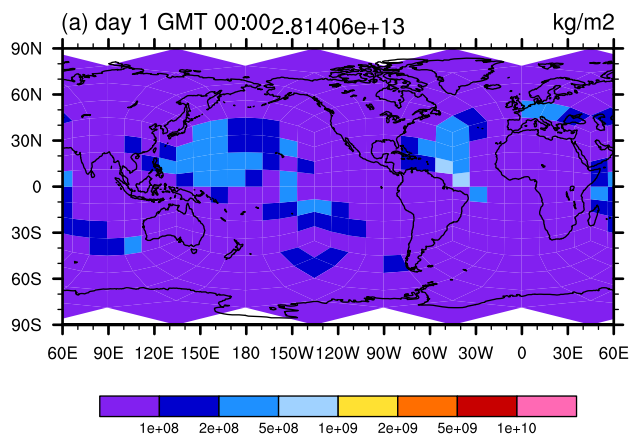 (a) day 1 GMT 00:00 2.81406e+13 kg/m2
90N
60N
30N
0
30S
60S
90S
60E 90E 120E 150E 180 150W 120W 90W 60W 30W 0 30E 60E
1e+08 2e+08 5e+08 1e+09 2e+09 5e+09 1e+10